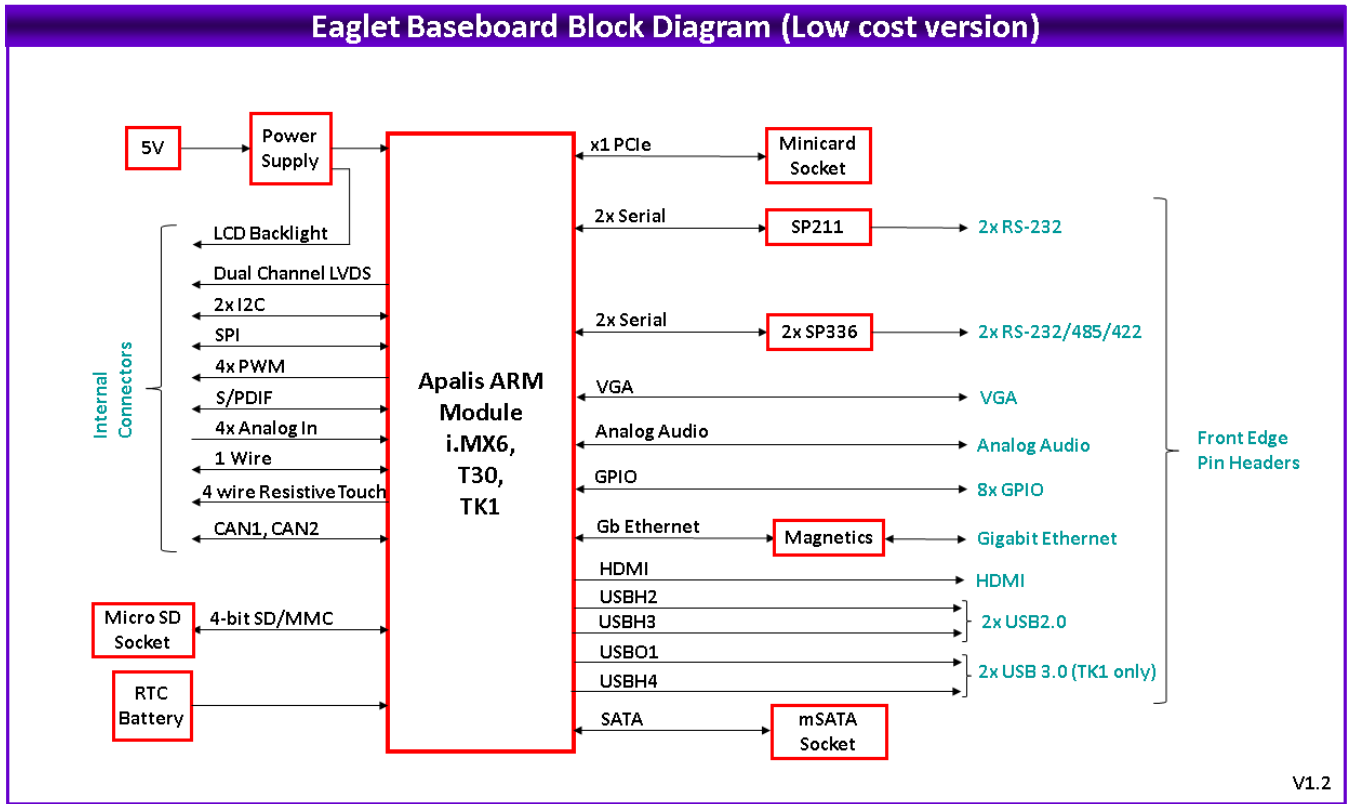 Eaglet Baseboard Block Diagram (Low cost version)
5V
Power
Supply
LCD Backlight
Dual Channel LVDS
2x I2C
SPI
4x PWM
S/PDIF
4x Analog In
1 Wire
4 wire Resistive Touch
CAN1, CAN2
Internal
Connectors
Micro SD
Socket
4-bit SD/MMC
RTC
Battery
Apalis ARM
Module
i.MX6,
T30,
TK1
x1 PCIe
Minicard
Socket
2x Serial
SP211
2x RS-232
2x Serial
2x SP336
2x RS-232/485/422
VGA
VGA
Analog Audio
Analog Audio
GPIO
8x GPIO
Gb Ethernet
Magnetics
Gigabit Ethernet
HDMI
HDMI
USBH2
USBH3
2x USB2.0
USBO1
USBH4
2x USB 3.0 (TK1 only)
SATA
mSATA
Socket
Front Edge
Pin Headers
V1.2